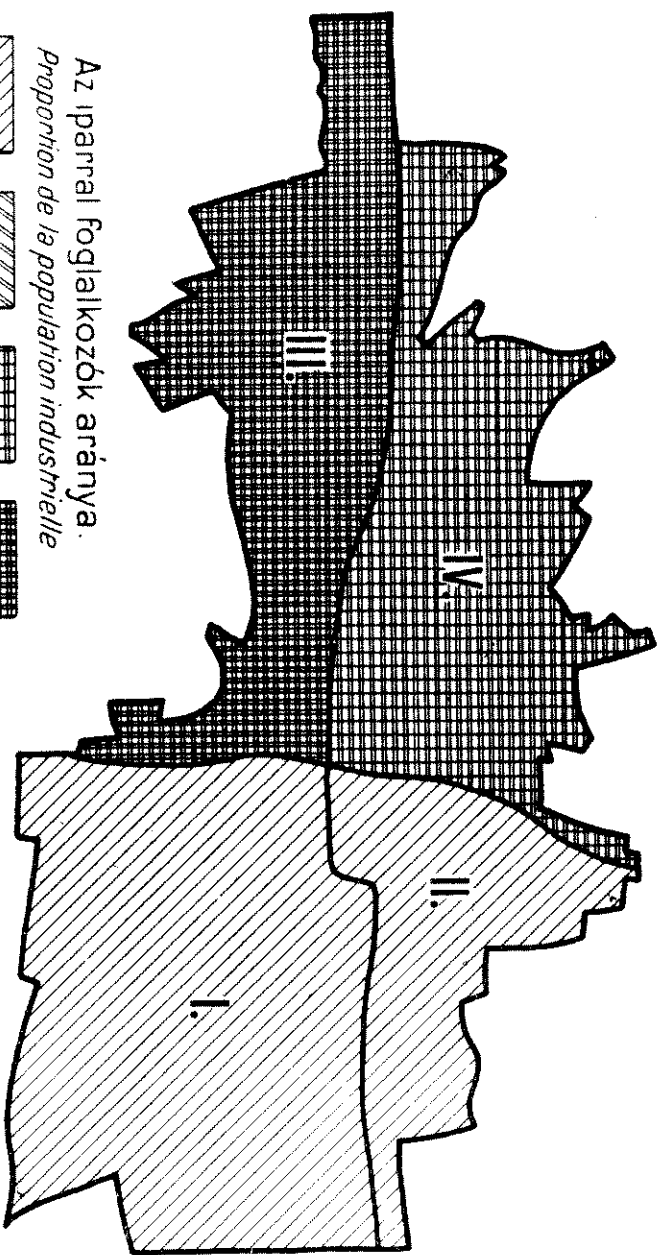 Az iparral foglalkozók aránya.
Proportion de la population industrielle
III.
IV.
I.
II.